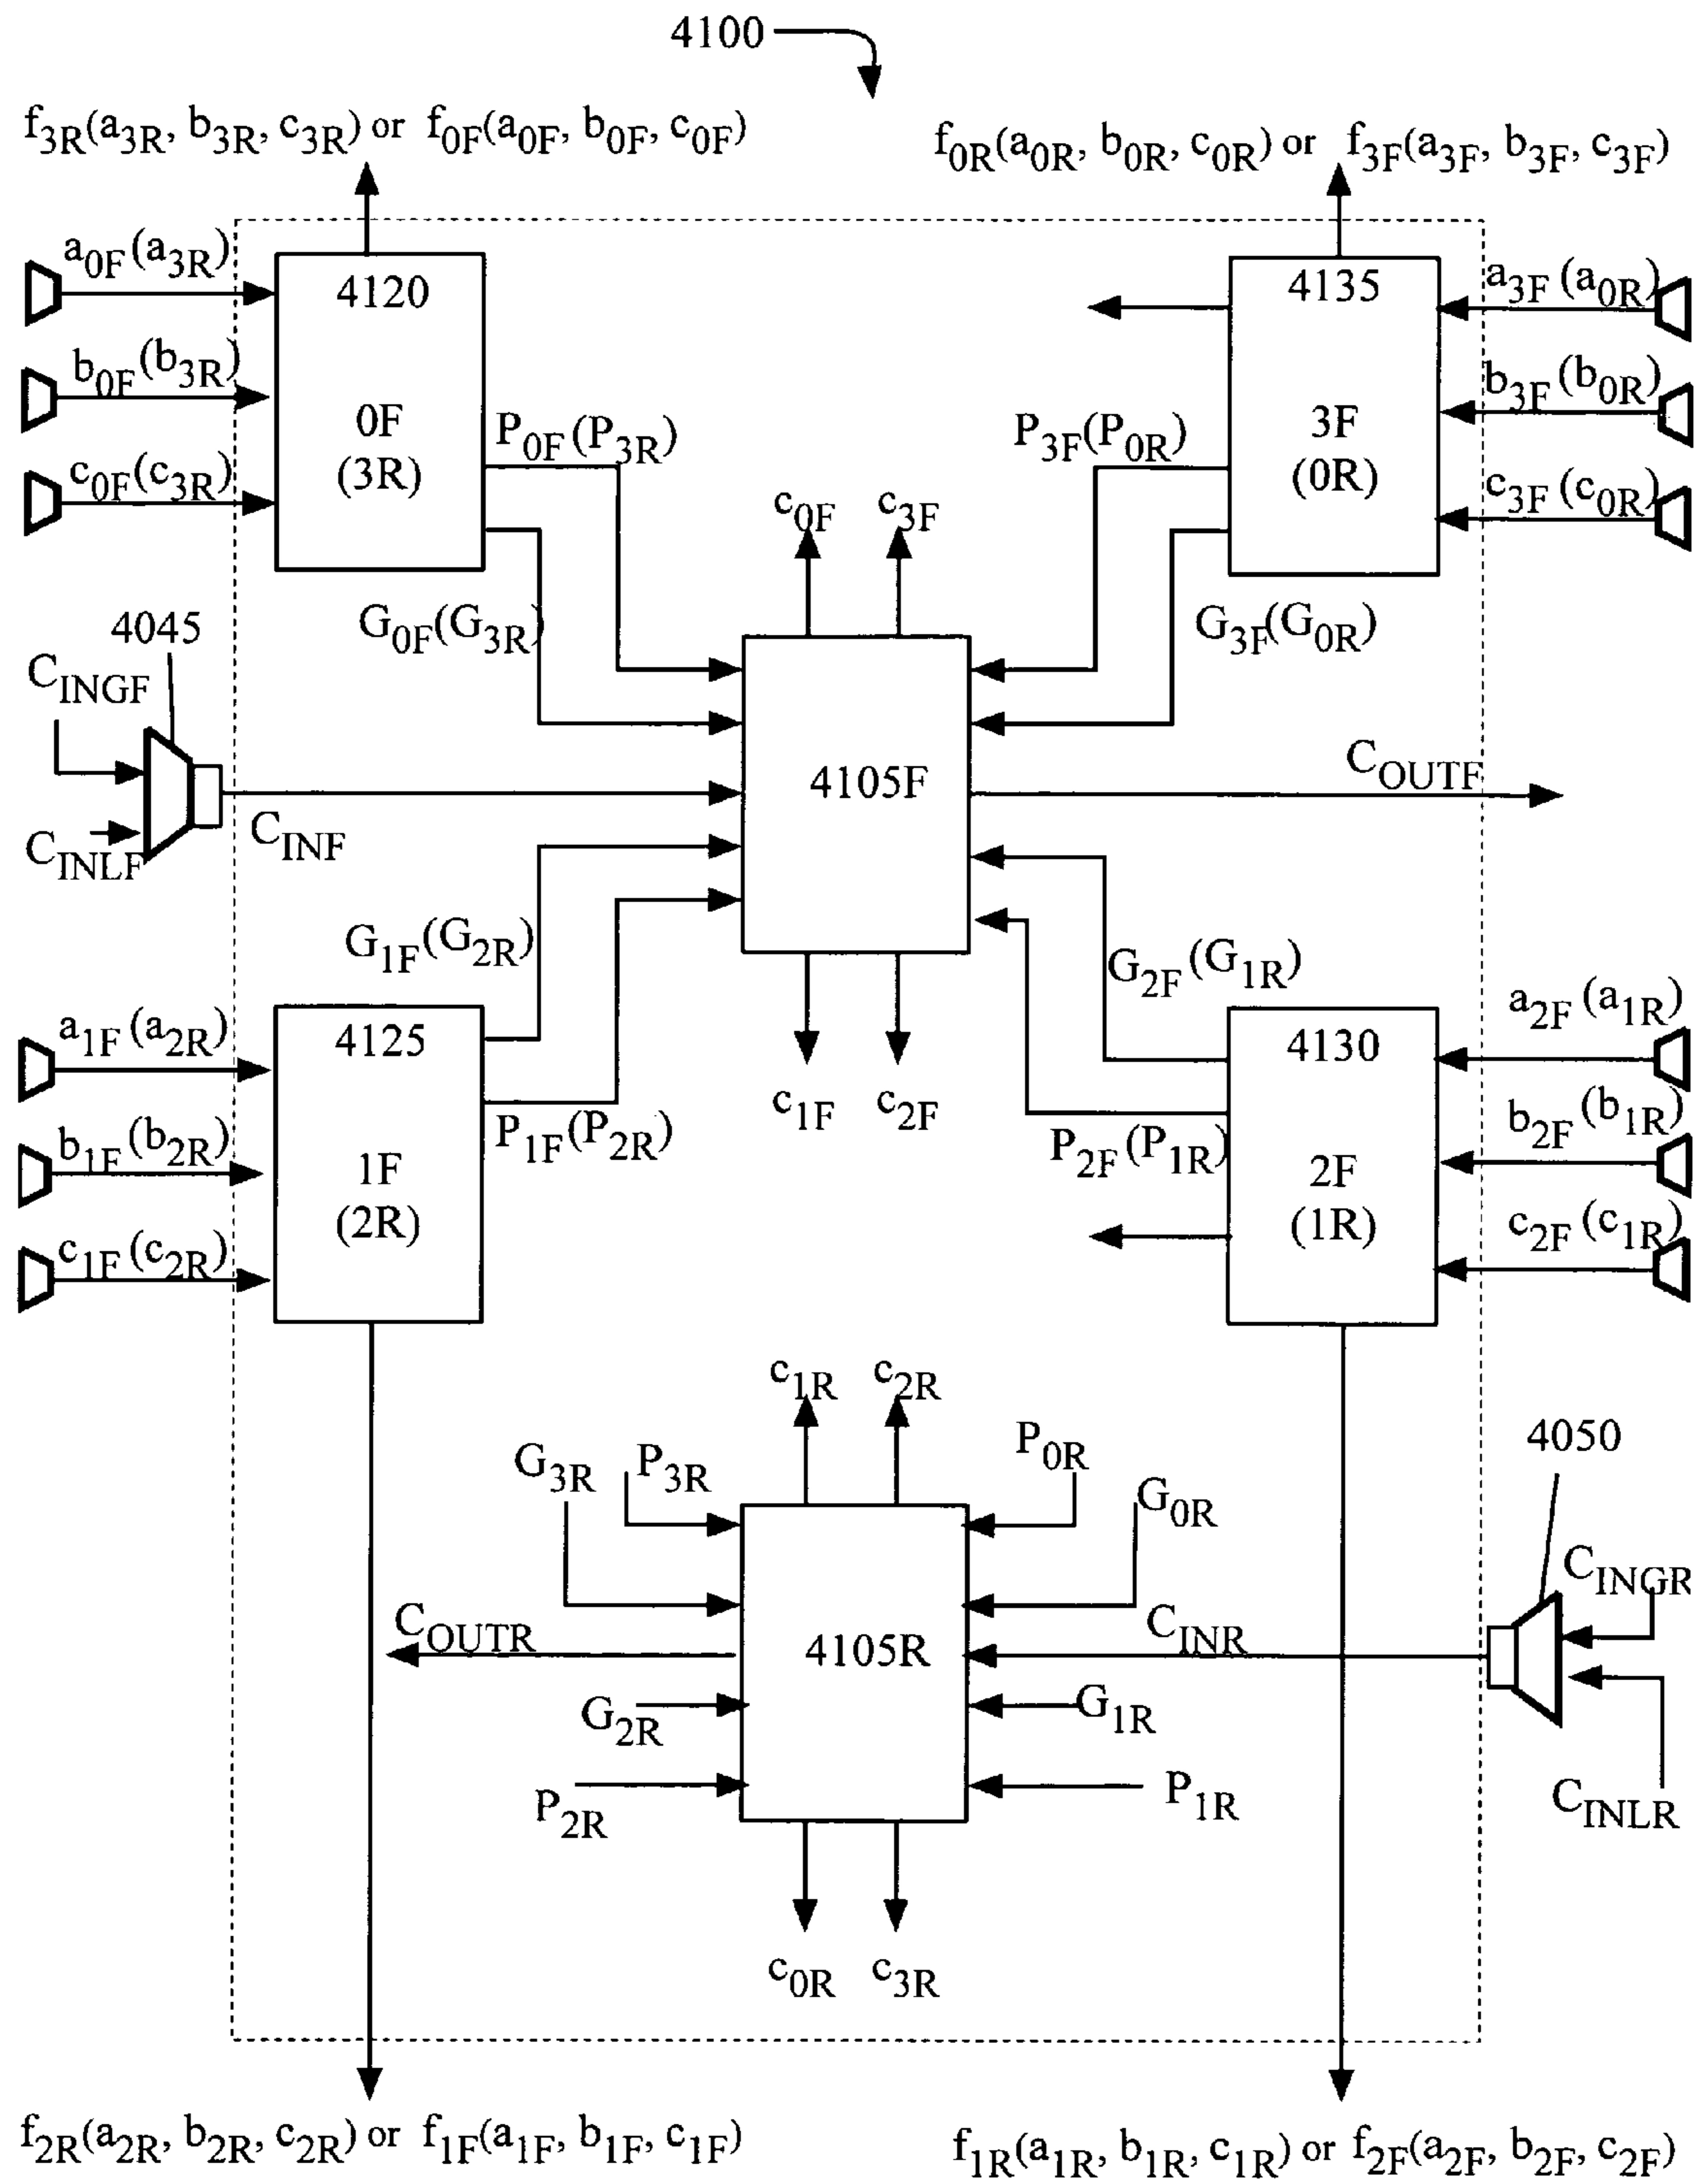 4100
f3R(a3R, b3R, c3R) or f0F(a0F, b0F, c0F)
f0R(a0R, b0R, c0R) or f3F(a3F, b3F, c3F)
a0F (a3R)
4120
4135
a3F (a0R)
b0F (b3R)
b3F (b0R)
0F
(3R)
P0F (P3R)
P3F(P0R)
3F
(0R)
c0F (c3R)
c3F (c0R)
c0F
c3F
G0F(G3R)
G3F(G0R)
4045
CINGF
4105F
COUTF
CINLF
CINF
G1F(G2R)
G2F (G1R)
a1F (a2R)
4125
4130
a2F (a1R)
c1F
c2F
b1F (b2R)
P1F (P2R)
P2F (P1R)
b2F (b1R)
1F
(2R)
2F
(1R)
c1F (c2R)
c2F (c1R)
c1R
c2R
4050
G3R
P3R
P0R
G0R
CINGR
COUTR
4105R
CINR
G2R
G1R
P2R
P1R
CINLR
c0R
c3R
f2R(a2R, b2R, c2R) or f1F(a1F, b1F, c1F)
f1R(a1R, b1R, c1R) or f2F(a2F, b2F, c2F)